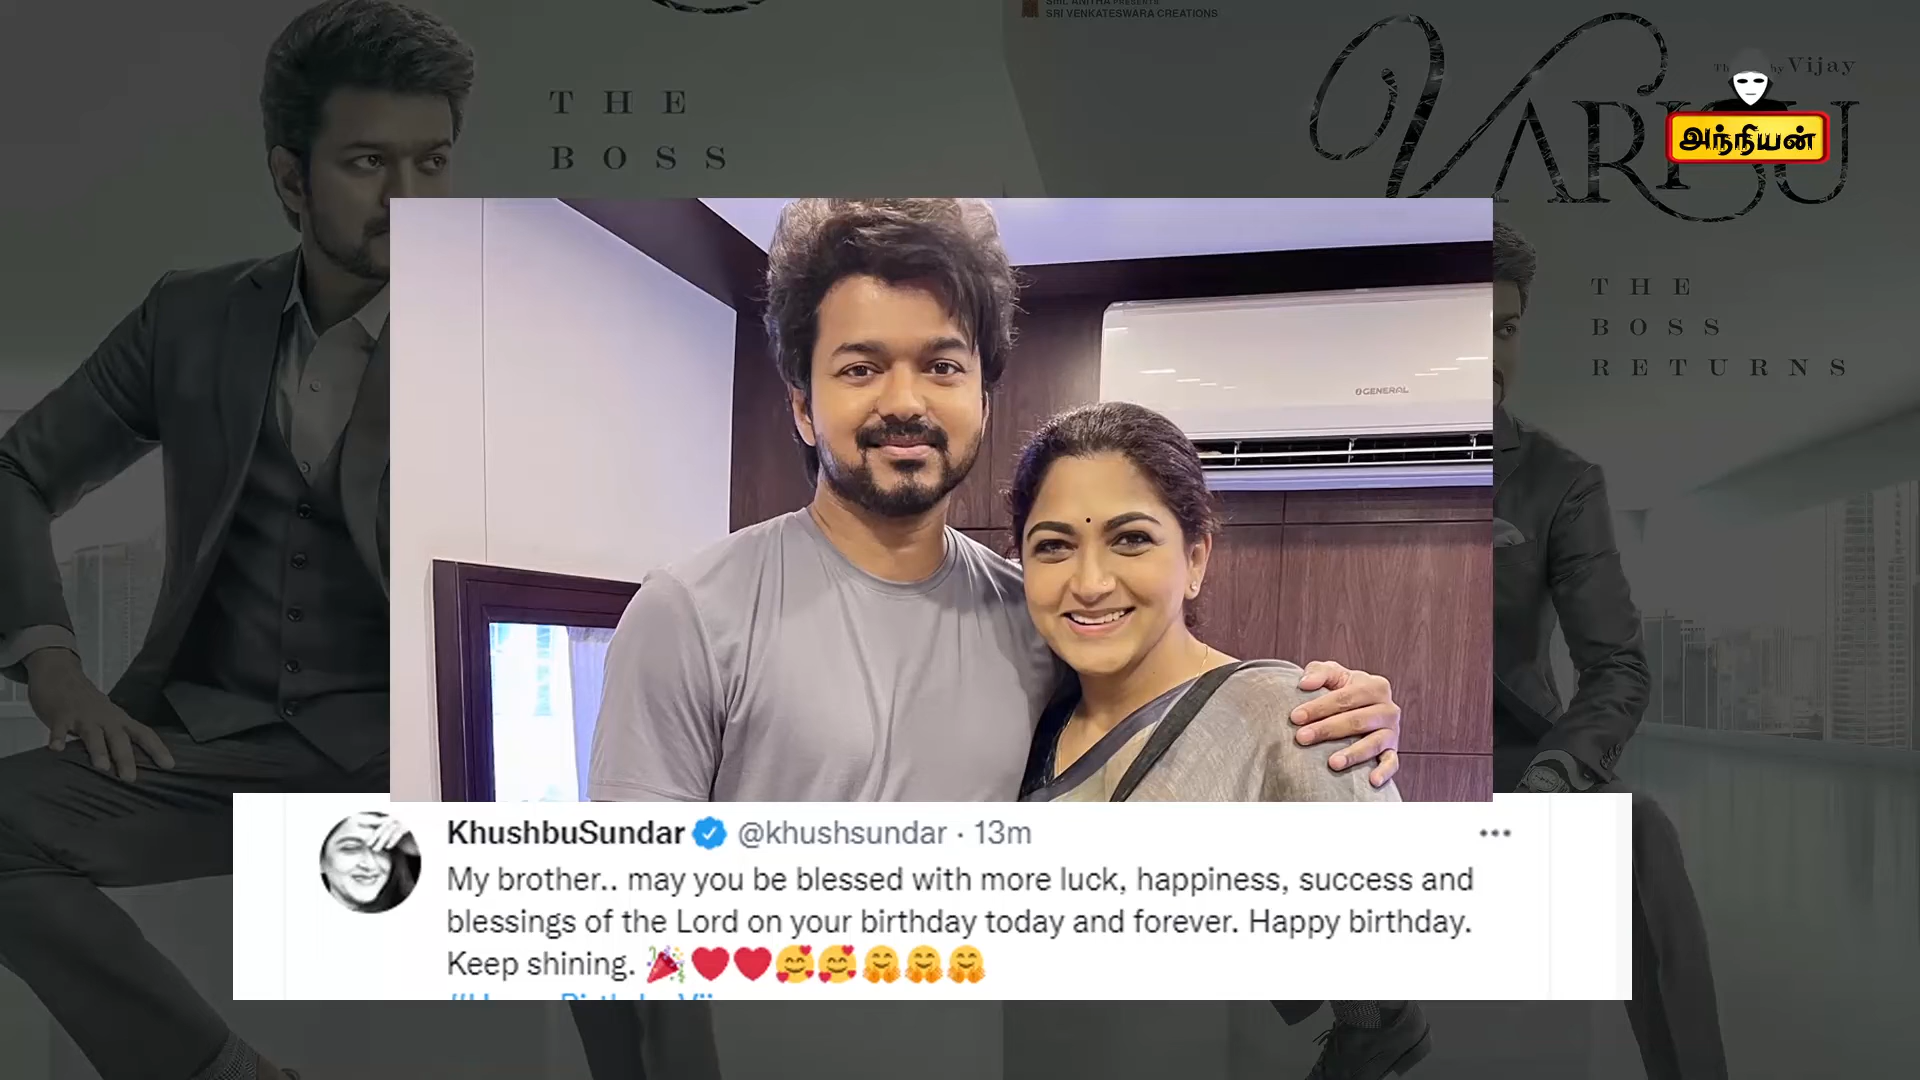 SRI VENKATESWARA CREATIONS
THE
BOSS
Vijay
VARISU
அந்நியன்
THE
BOSS
RETURNS
GENERAL
KhushbuSundar @khushsundar · 13m
My brother.. may you be blessed with more luck, happiness, success and
blessings of the Lord on your birthday today and forever. Happy birthday.
Keep shining. 🎉❤️❤️🥰🥰🤗🤗🤗